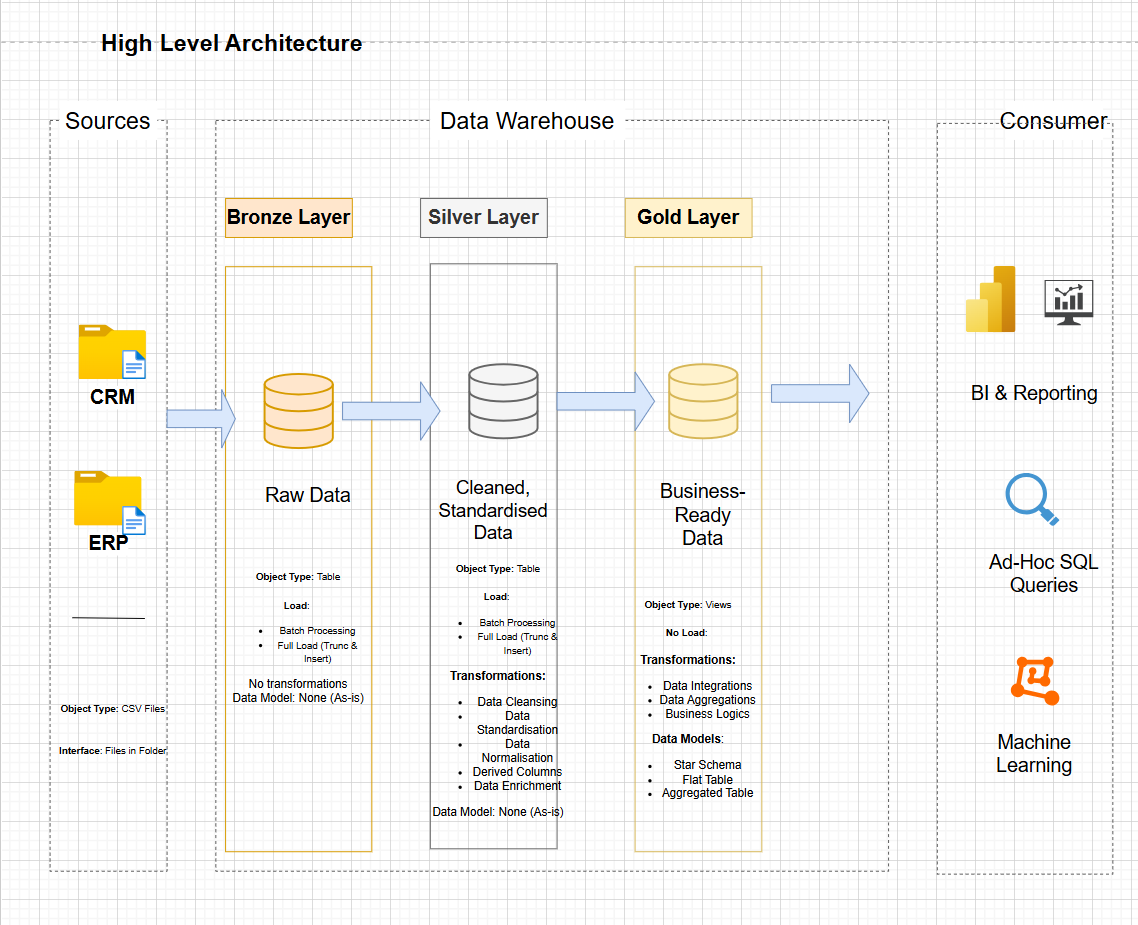 High Level Architecture
Sources
Data Warehouse
Consumer
Bronze Layer
Silver Layer
Gold Layer
CRM
ERP
Object Type: CSV Files
Interface: Files in Folder
Raw Data
Object Type: Table
Load:
• Batch Processing
• Full Load (Trunc &
Insert)
No transformations
Data Model: None (As-is)
Cleaned,
Standardised
Data
Object Type: Table
Load:
• Batch Processing
• Full Load (Trunc &
Insert)
Transformations:
• Data Cleansing
• Data
Standardisation
• Data
Normalisation
• Derived Columns
• Data Enrichment
Data Model: None (As-is)
Business-
Ready
Data
Object Type: Views
No Load:
Transformations:
• Data Integrations
• Data Aggregations
• Business Logics
Data Models:
• Star Schema
• Flat Table
• Aggregated Table
BI & Reporting
Ad-Hoc SQL
Queries
Machine
Learning